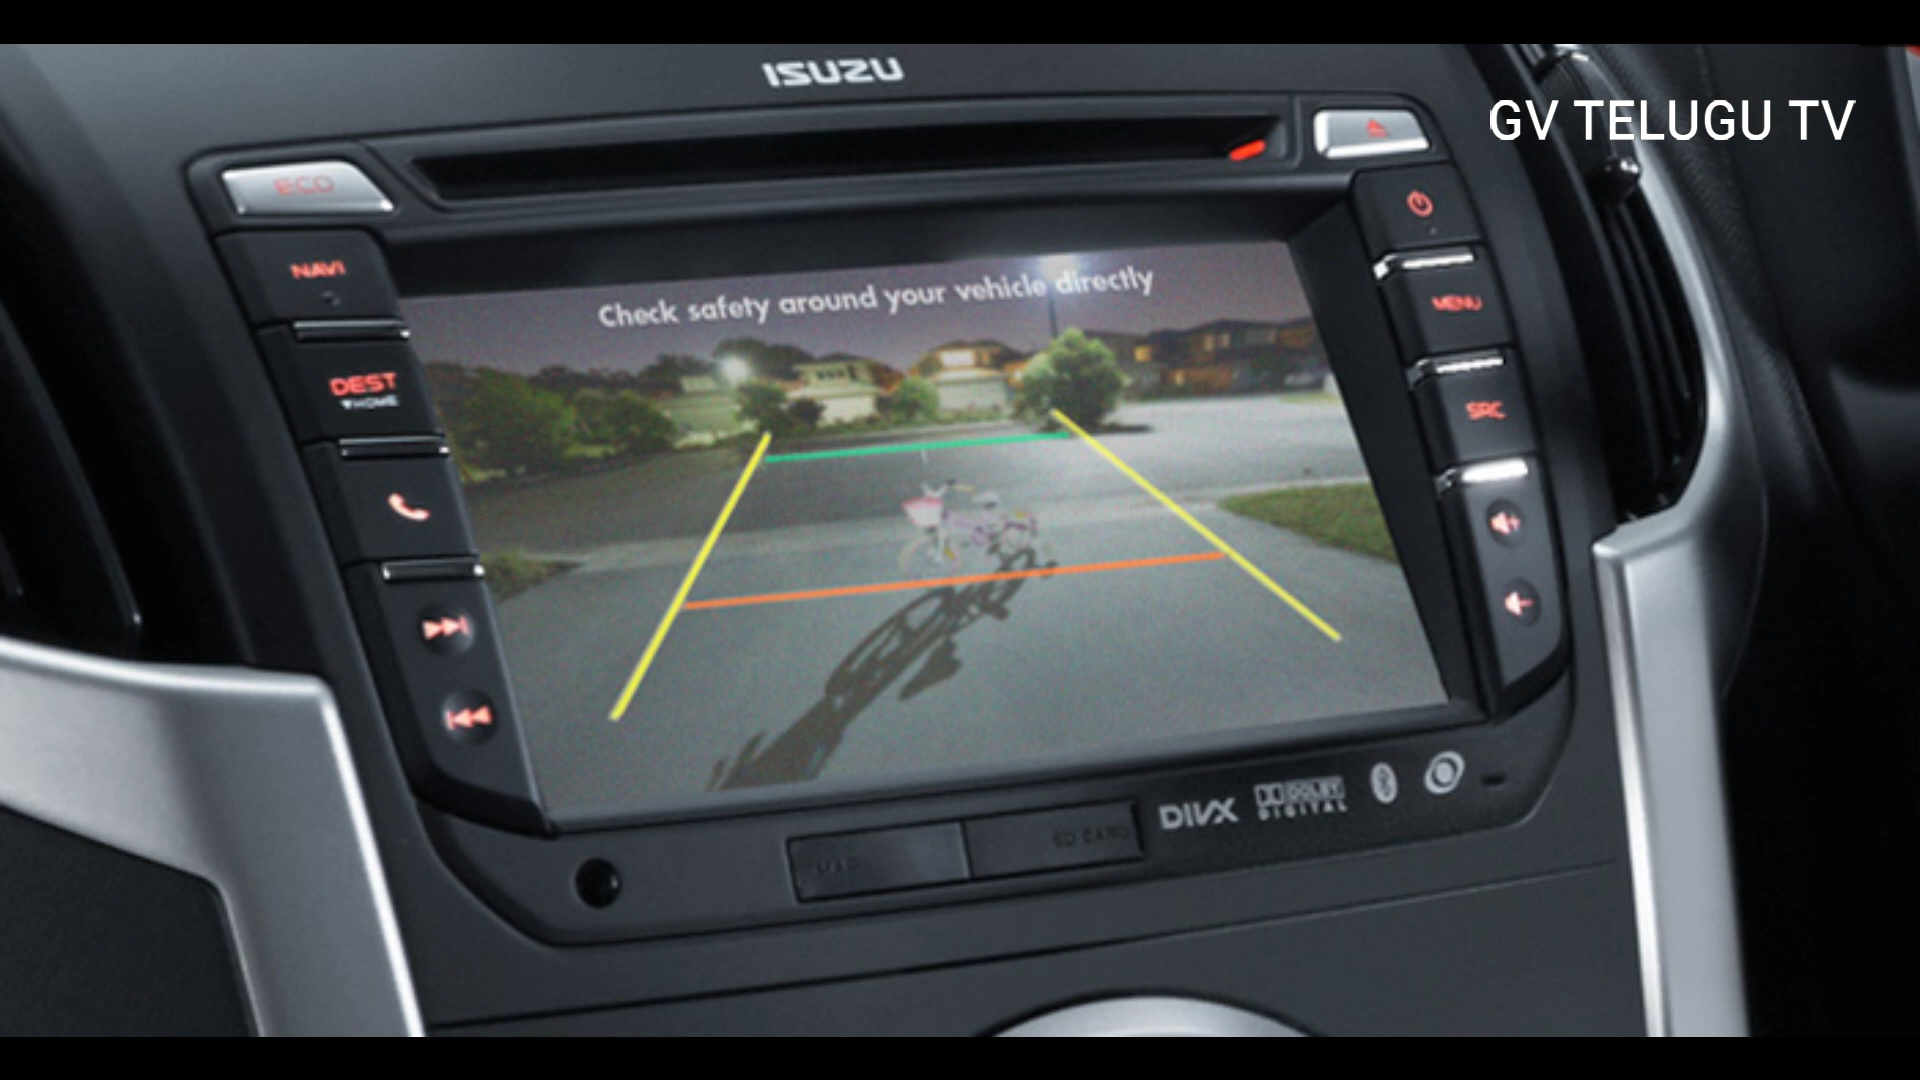 ISUZU
GV TELUGU TV
ECO
NAVI
Check safety around your vehicle directly
MENU
DEST
▼HOME
SRC
DIVX
DOLBY
DIGITAL
SD CARD